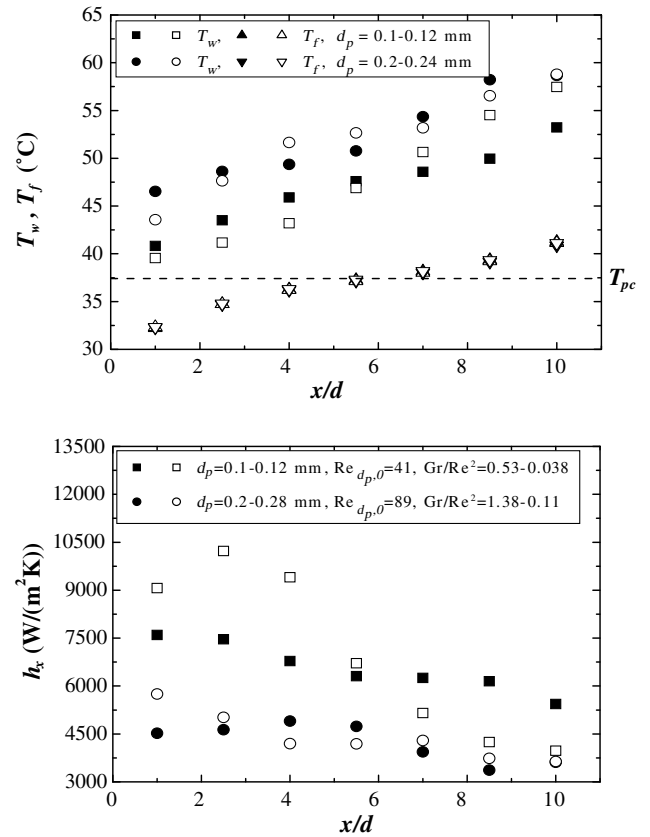 T_w, T_f, d_p = 0.1-0.12 mm
T_w, T_f, d_p = 0.2-0.24 mm
65
60
55
50
45
40
35
30
T_w, T_f (°C)
T_pc
0 2 4 6 8 10
x/d
13500
12000
10500
9000
7500
6000
4500
3000
h_x (W/(m²K))
d_p=0.1-0.12 mm, Re_{d_p,0}=41, Gr/Re²=0.53-0.038
d_p=0.2-0.28 mm, Re_{d_p,0}=89, Gr/Re²=1.38-0.11
0 2 4 6 8 10
x/d